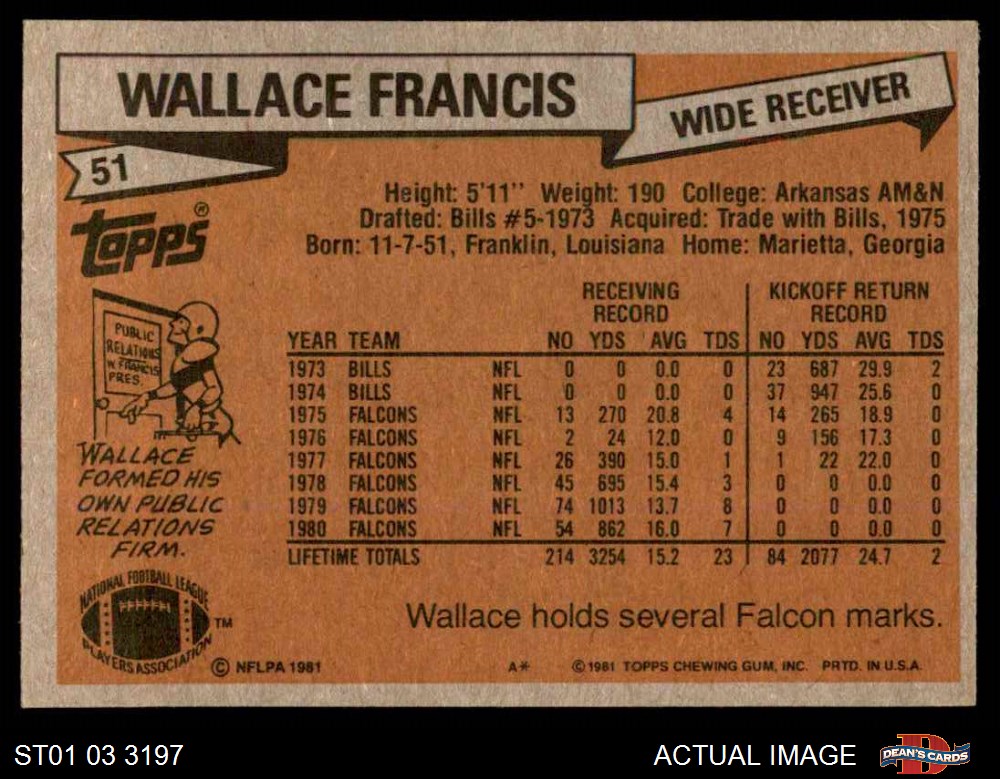 WALLACE FRANCIS
WIDE RECEIVER
51
Topps®
Height: 5'11" Weight: 190 College: Arkansas AM&N
Drafted: Bills #5-1973 Acquired: Trade with Bills, 1975
Born: 11-7-51, Franklin, Louisiana Home: Marietta, Georgia
RECEIVING RECORD KICKOFF RETURN RECORD
YEAR TEAM NO YDS AVG TDS NO YDS AVG TDS
1973 BILLS NFL 0 0 0.0 0 23 687 29.9 2
1974 BILLS NFL 0 0 0.0 0 37 947 25.6 0
1975 FALCONS NFL 13 270 20.8 4 14 265 18.9 0
1976 FALCONS NFL 2 24 12.0 0 9 156 17.3 0
1977 FALCONS NFL 26 390 15.0 1 1 22 22.0 0
1978 FALCONS NFL 45 695 15.4 3 0 0 0.0 0
1979 FALCONS NFL 74 1013 13.7 8 0 0 0.0 0
1980 FALCONS NFL 54 862 16.0 7 0 0 0.0 0
LIFETIME TOTALS 214 3254 15.2 23 84 2077 24.7 2
PUBLIC
RELATIONS
W. FRANCIS
PRES.
WALLACE
FORMED HIS
OWN PUBLIC
RELATIONS
FIRM.
Wallace holds several Falcon marks.
NATIONAL FOOTBALL LEAGUE
PLAYERS ASSOCIATION
TM
© NFLPA 1981
A*
© 1981 TOPPS CHEWING GUM, INC. PRTD. IN U.S.A.
ST01 03 3197
ACTUAL IMAGE
DEAN'S CARDS